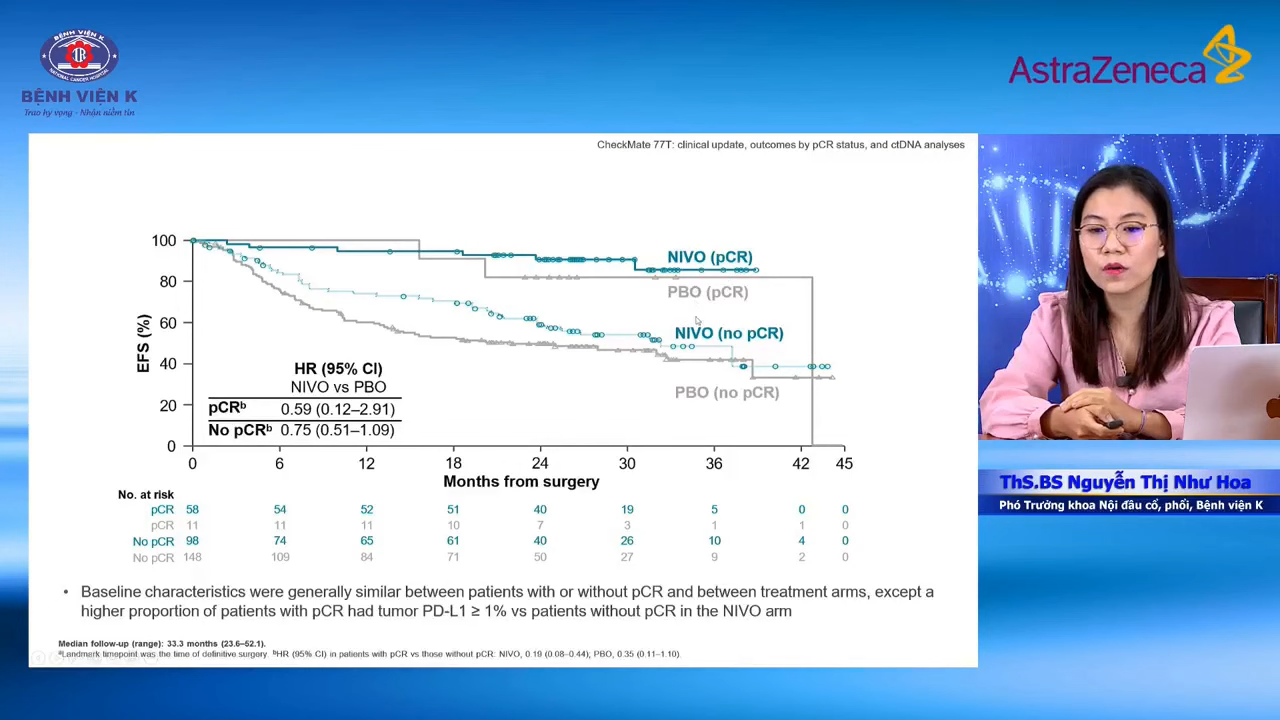 BỆNH VIỆN K
NATIONAL CANCER HOSPITAL
BỆNH VIỆN K
Trao hy vọng - Nhận niềm tin
AstraZeneca
CheckMate 77T: clinical update, outcomes by pCR status, and ctDNA analyses
EFS (%)
100
80
60
40
20
0
NIVO (pCR)
PBO (pCR)
NIVO (no pCR)
PBO (no pCR)
HR (95% CI)
NIVO vs PBO
pCRᵇ 0.59 (0.12–2.91)
No pCRᵇ 0.75 (0.51–1.09)
0 6 12 18 24 30 36 42 45
Months from surgery
No. at risk
pCR 58 54 52 51 40 19 5 0 0
pCR 11 11 11 10 7 3 1 1 0
No pCR 98 74 65 61 40 26 10 4 0
No pCR 148 109 84 71 50 27 9 2 0
• Baseline characteristics were generally similar between patients with or without pCR and between treatment arms, except a
higher proportion of patients with pCR had tumor PD-L1 ≥ 1% vs patients without pCR in the NIVO arm
Median follow-up (range): 33.3 months (23.6–52.1).
ᵃLandmark timepoint was the time of definitive surgery. ᵇHR (95% CI) in patients with pCR vs those without pCR: NIVO, 0.19 (0.08–0.44); PBO, 0.35 (0.11–1.10).
ThS.BS Nguyễn Thị Như Hoa
Phó Trưởng khoa Nội đầu cổ, phổi, Bệnh viện K